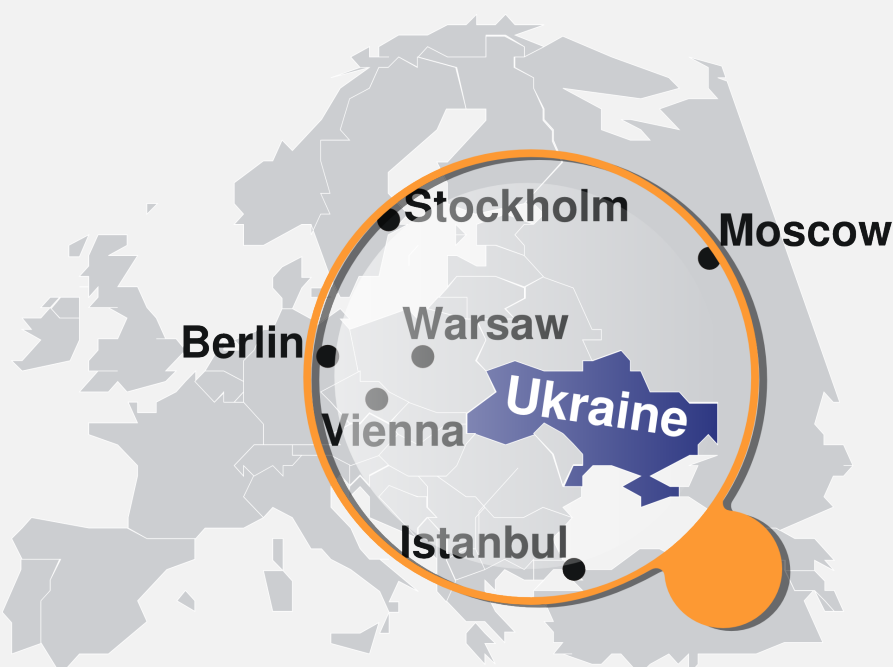 Stockholm
Moscow
Warsaw
Berlin
Ukraine
Vienna
Istanbul